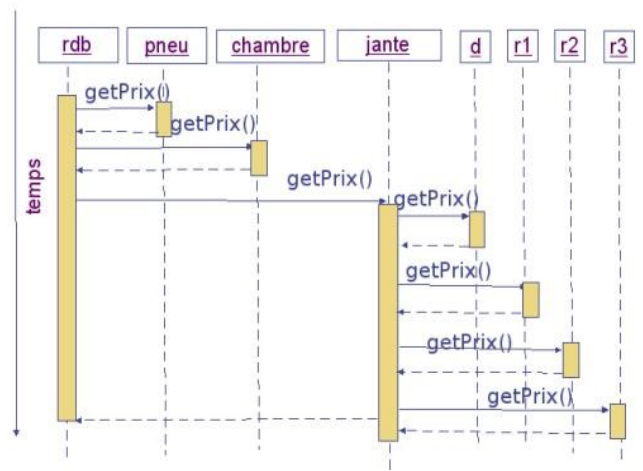 rdb pneu chambre jante d r1 r2 r3
getPrix()
getPrix()
temps
getPrix()
getPrix()
getPrix()
getPrix()
getPrix()